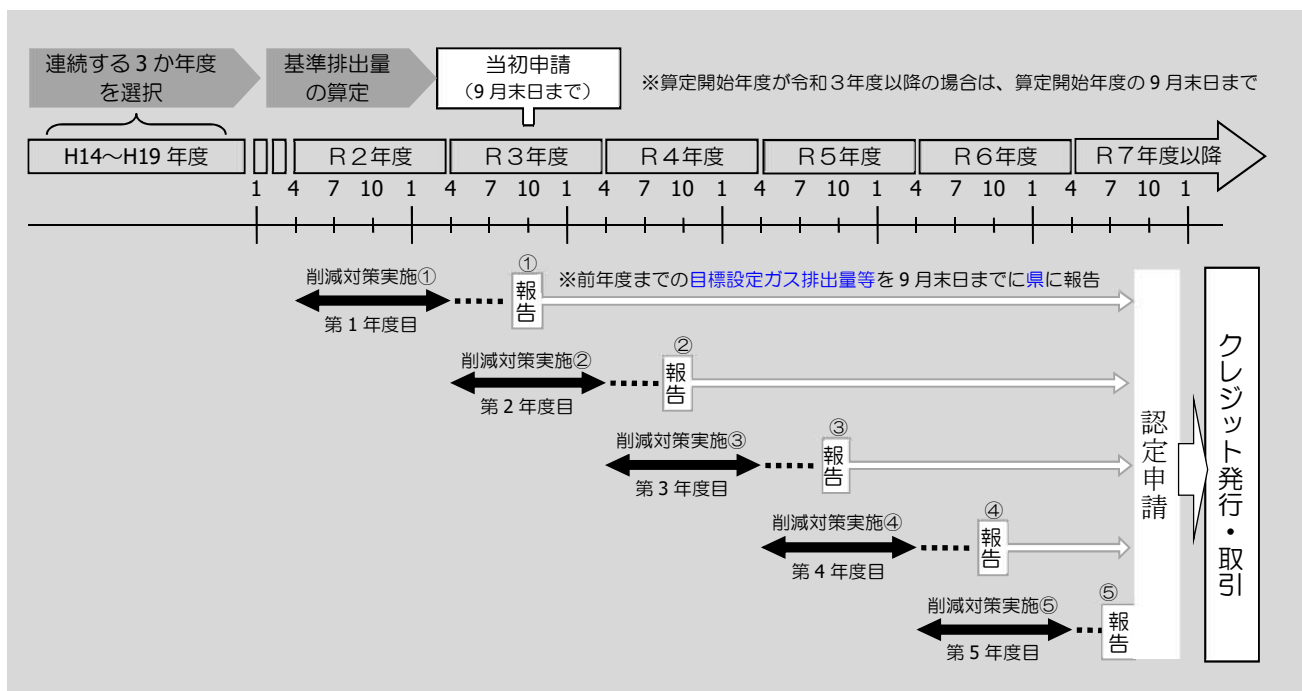 連続する3か年度
を選択
基準排出量
の算定
当初申請
(9月末日まで)
※算定開始年度が令和3年度以降の場合は、算定開始年度の9月末日まで
H14～H19年度
R2年度
R3年度
R4年度
R5年度
R6年度
R7年度以降
1 4 7 10 1 4 7 10 1 4 7 10 1 4 7 10 1 4 7 10 1 4 7 10 1
削減対策実施①
第1年度目
①
報告
※前年度までの目標設定ガス排出量等を9月末日までに県に報告
削減対策実施②
第2年度目
②
報告
削減対策実施③
第3年度目
③
報告
削減対策実施④
第4年度目
④
報告
削減対策実施⑤
第5年度目
⑤
報告
認定申請
クレジット発行・取引